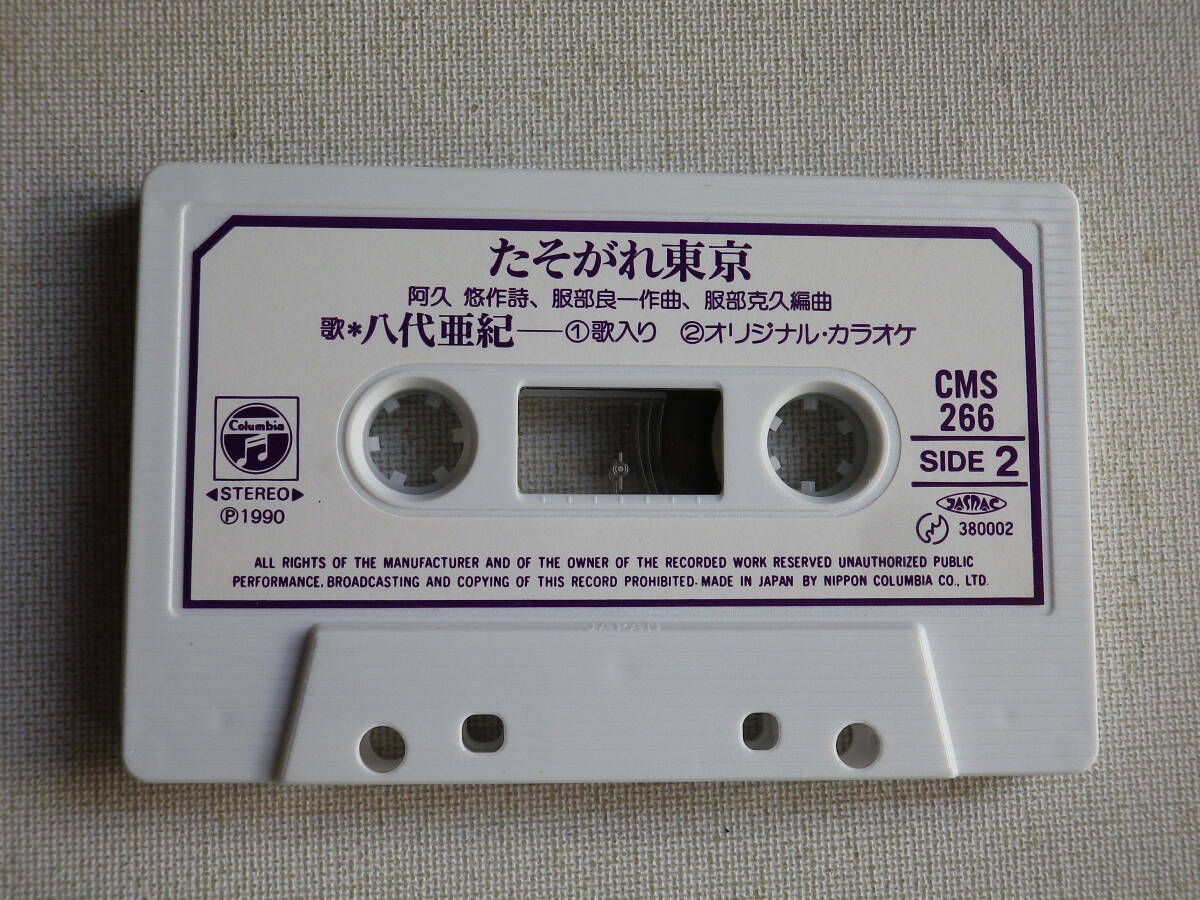 たそがれ東京
阿久 悠作詩、服部良一作曲、服部克久編曲
歌*八代亜紀——①歌入り ②オリジナル・カラオケ
Columbia
◀STEREO▶
Ⓟ1990
CMS
266
SIDE 2
JASRAC
380002
ALL RIGHTS OF THE MANUFACTURER AND OF THE OWNER OF THE RECORDED WORK RESERVED UNAUTHORIZED PUBLIC
PERFORMANCE. BROADCASTING AND COPYING OF THIS RECORD PROHIBITED· MADE IN JAPAN BY NIPPON COLUMBIA CO., LTD.
JAPAN